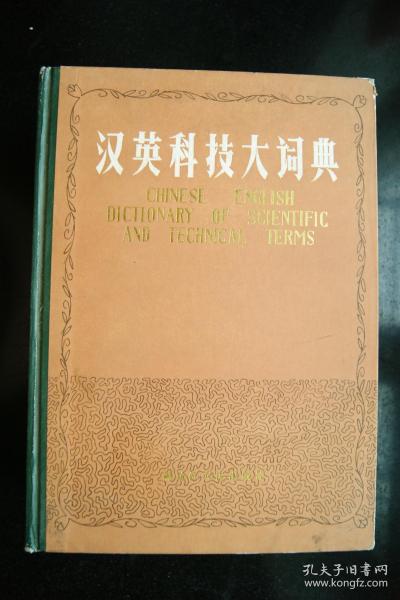 汉英科技大词典
CHINESE ENGLISH
DICTIONARY OF SCIENTIFIC
AND TECHNICAL TERMS
孔夫子旧书网
www.kongfz.com